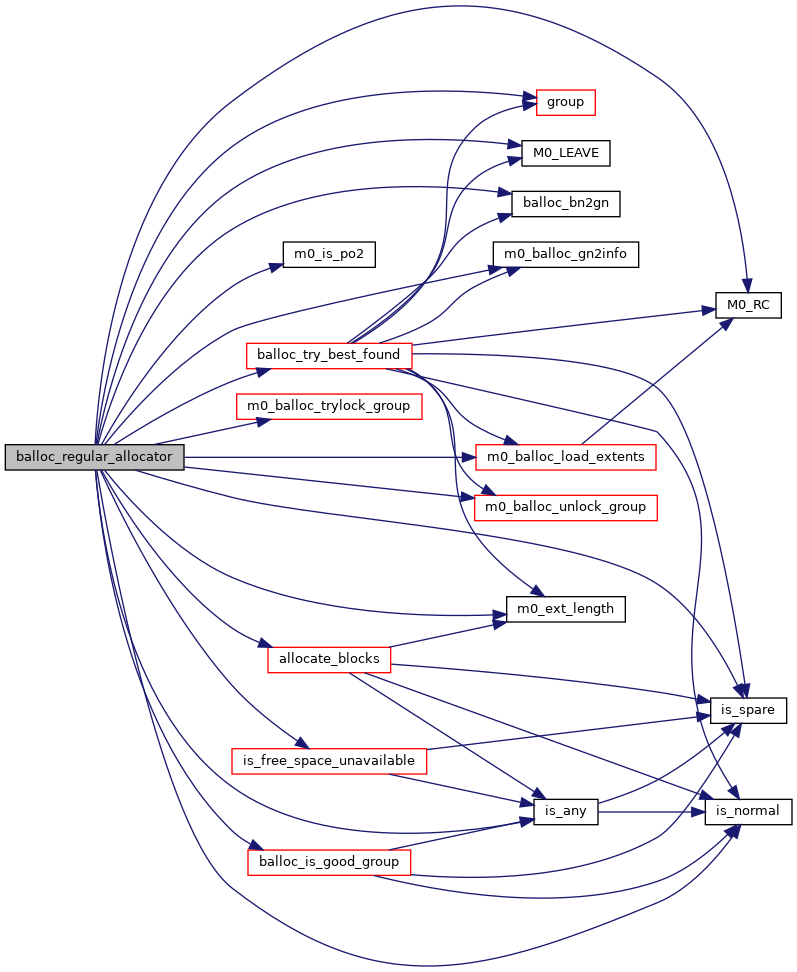 group
M0_LEAVE
balloc_bn2gn
m0_is_po2
m0_balloc_gn2info
M0_RC
balloc_try_best_found
m0_balloc_trylock_group
balloc_regular_allocator
m0_balloc_load_extents
m0_balloc_unlock_group
m0_ext_length
allocate_blocks
is_spare
is_free_space_unavailable
is_any
is_normal
balloc_is_good_group